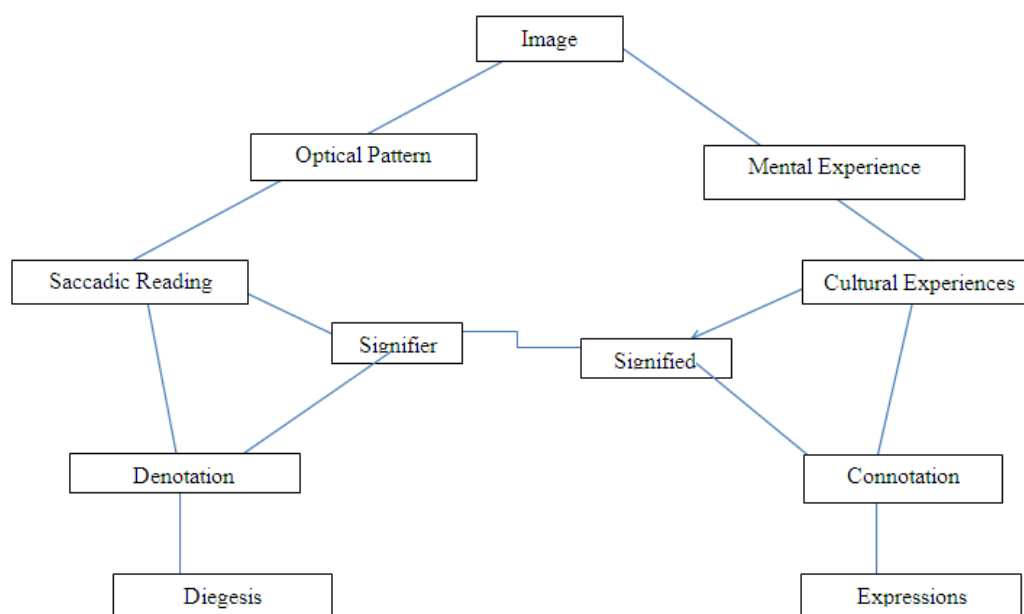 Image
Optical Pattern
Mental Experience
Saccadic Reading
Cultural Experiences
Signifier
Signified
Denotation
Connotation
Diegesis
Expressions